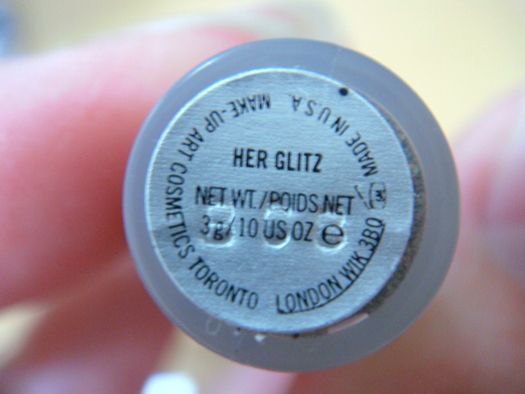 HER GLITZ
NET WT./POIDS NET
3 g/.10 US OZ e
MAKE-UP ART COSMETICS TORONTO LONDON W1K 3BQ MADE IN U.S.A.